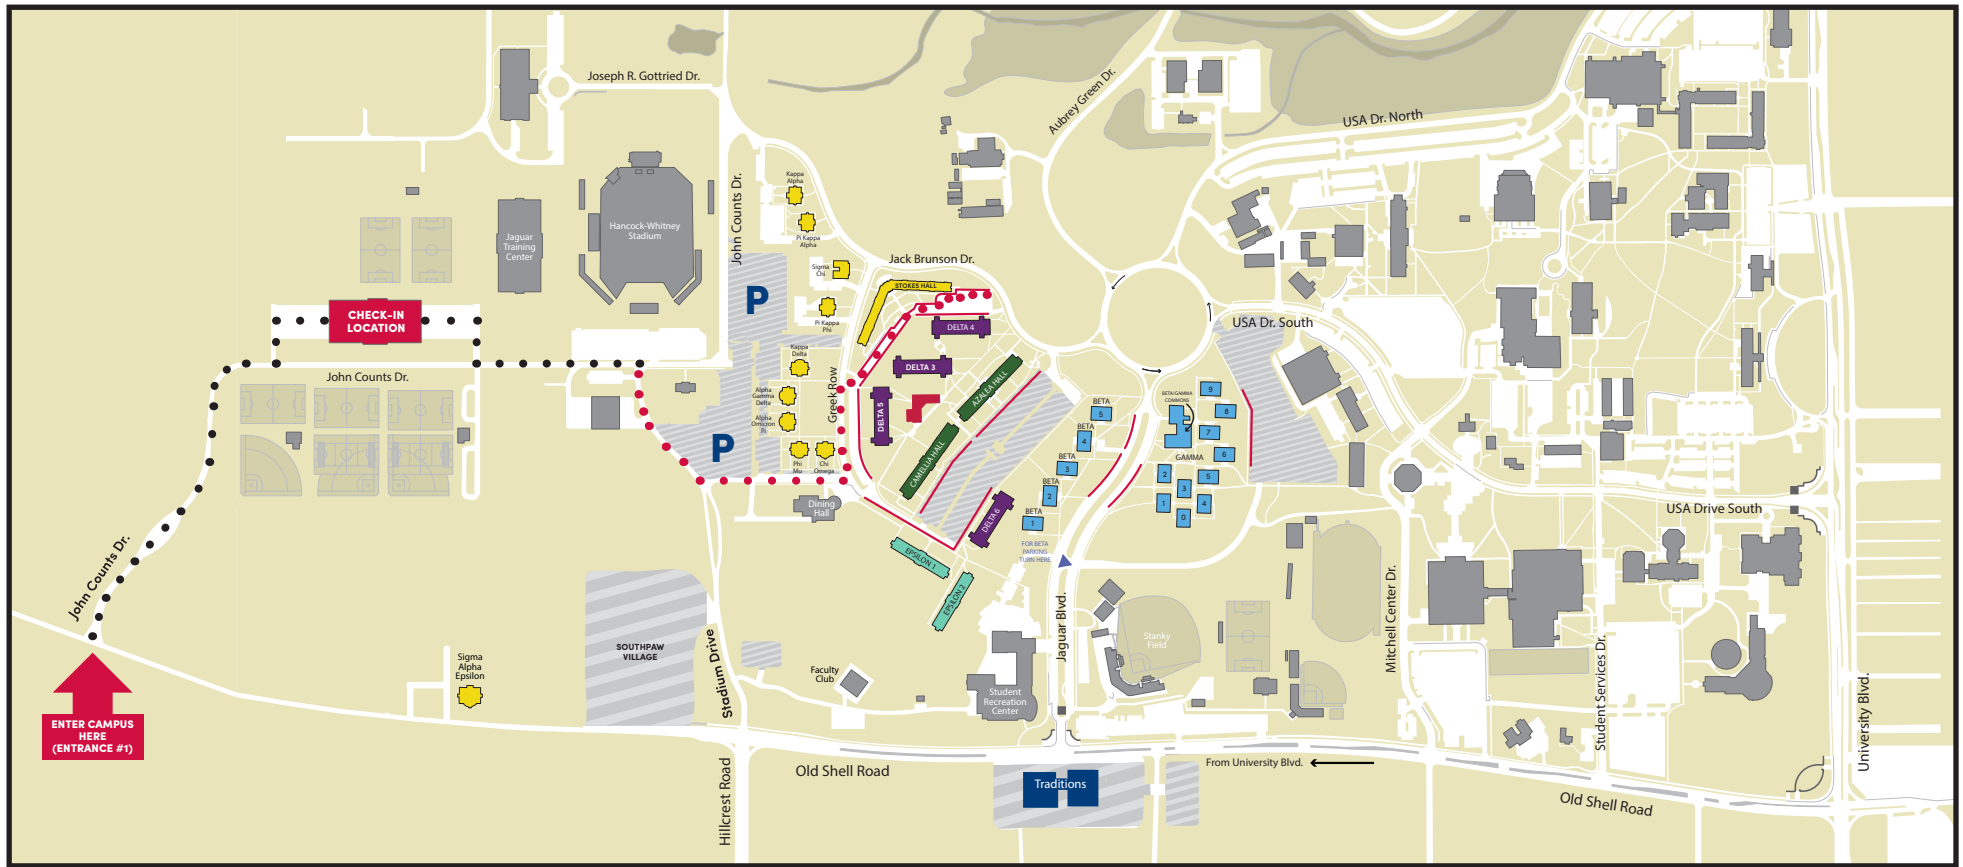 Joseph R. Gottried Dr.
Aubrey Green Dr.
USA Dr. North
John Counts Dr.
Kappa
Alpha
Pi Kappa
Alpha
Hancock-Whitney
Stadium
Jaguar
Training
Center
Sigma
Chi
Jack Brunson Dr.
STOKES HALL
P
Pi Kappa
Phi
CHECK-IN
LOCATION
DELTA 4
USA Dr. South
John Counts Dr.
Kappa
Delta
DELTA 3
AZALEA HALL
Greek Row
Alpha
Gamma
Delta
Alpha
Omicron
Pi
DELTA 5
P
Phi
Mu
Chi
Omega
CAMELLIA HALL
BETA
5
BETA
4
BETA
3
BETA
2
BETA
1
BETA/GAMMA
COMMONS
9
8
7
6
GAMMA
5
2
3
4
1
0
Dining
Hall
DELTA 6
EPSILON 1
EPSILON 2
FOR BETA
PARKING
TURN HERE
USA Drive South
John Counts Dr.
Jaguar Blvd.
Mitchell Center Dr.
Stanky
Field
SOUTHPAW
VILLAGE
Stadium Drive
Sigma
Alpha
Epsilon
Faculty
Club
Student
Recreation
Center
Student Services Dr.
University Blvd.
ENTER CAMPUS
HERE
(ENTRANCE #1)
Hillcrest Road
Old Shell Road
Traditions
From University Blvd.
Old Shell Road